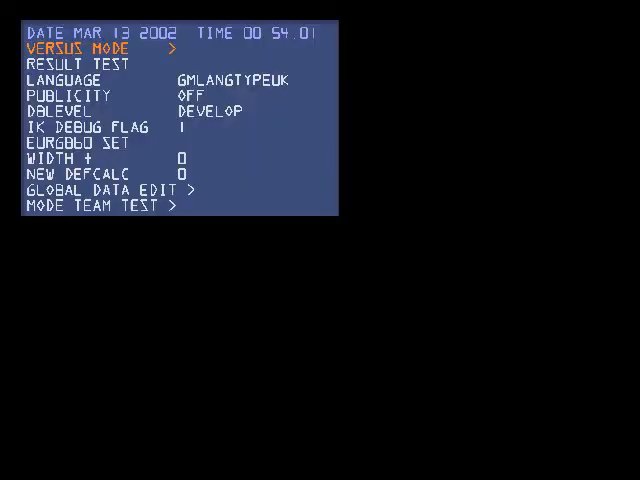 DATE MAR 13 2002 TIME 00 54.01
VERSUS MODE >
RESULT TEST
LANGUAGE GMLANGTYPEUK
PUBLICITY OFF
DBLEVEL DEVELOP
IK DEBUG FLAG 1
EURGB60 SET
WIDTH + 0
NEW DEFCALC 0
GLOBAL DATA EDIT >
MODE TEAM TEST >